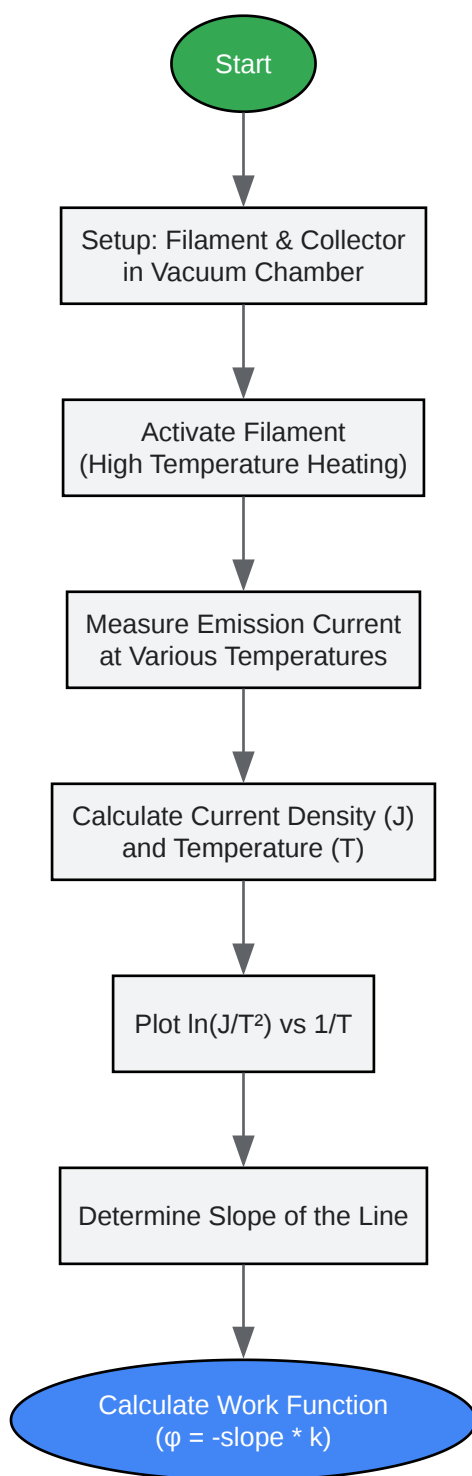 Start
Setup: Filament & Collector
in Vacuum Chamber
Activate Filament
(High Temperature Heating)
Measure Emission Current
at Various Temperatures
Calculate Current Density (J)
and Temperature (T)
Plot ln(J/T²) vs 1/T
Determine Slope of the Line
Calculate Work Function
(φ = -slope * k)